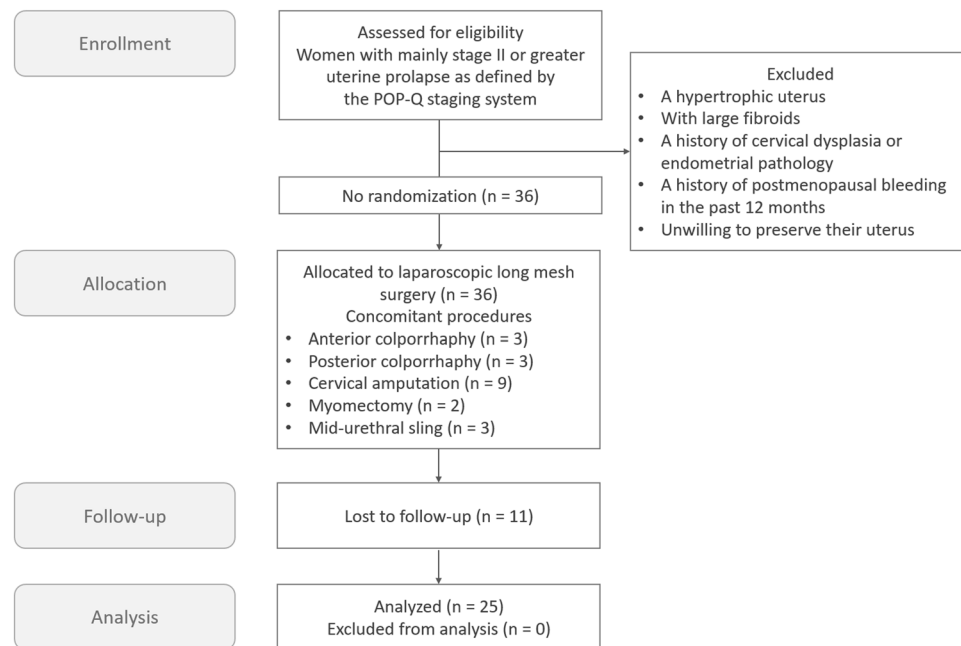 Enrollment
Assessed for eligibility
Women with mainly stage II or greater
uterine prolapse as defined by
the POP-Q staging system
Excluded
• A hypertrophic uterus
• With large fibroids
• A history of cervical dysplasia or
endometrial pathology
• A history of postmenopausal bleeding
in the past 12 months
• Unwilling to preserve their uterus
No randomization (n = 36)
Allocation
Allocated to laparoscopic long mesh
surgery (n = 36)
Concomitant procedures
• Anterior colporrhaphy (n = 3)
• Posterior colporrhaphy (n = 3)
• Cervical amputation (n = 9)
• Myomectomy (n = 2)
• Mid-urethral sling (n = 3)
Follow-up
Lost to follow-up (n = 11)
Analysis
Analyzed (n = 25)
Excluded from analysis (n = 0)